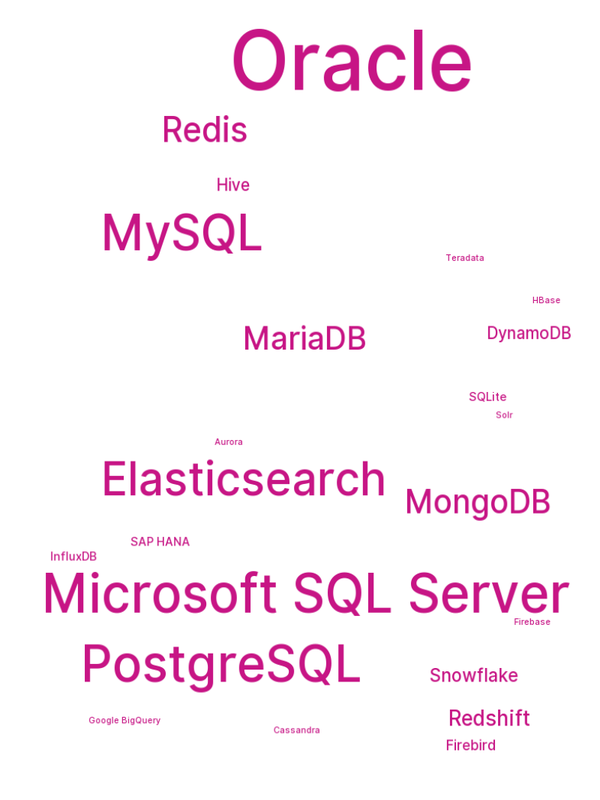 Oracle
Redis
Hive
MySQL
Teradata
HBase
DynamoDB
MariaDB
SQLite
Solr
Aurora
Elasticsearch
MongoDB
SAP HANA
InfluxDB
Microsoft SQL Server
Firebase
PostgreSQL
Snowflake
Redshift
Google BigQuery
Cassandra
Firebird